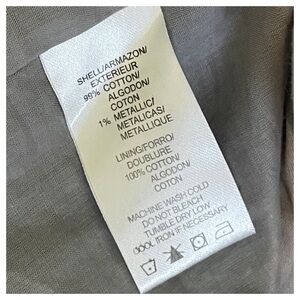 SHELL/ARMAZON/
EXTERIEUR
99% COTTON/
ALGODON/
COTON
1% METALLIC/
METALICAS/
METALLIQUE
LINING/FORRO/
DOUBLURE
100% COTTON/
ALGODON/
COTON
MACHINE WASH COLD
DO NOT BLEACH
TUMBLE DRY LOW
COOL IRON IF NECESSARY